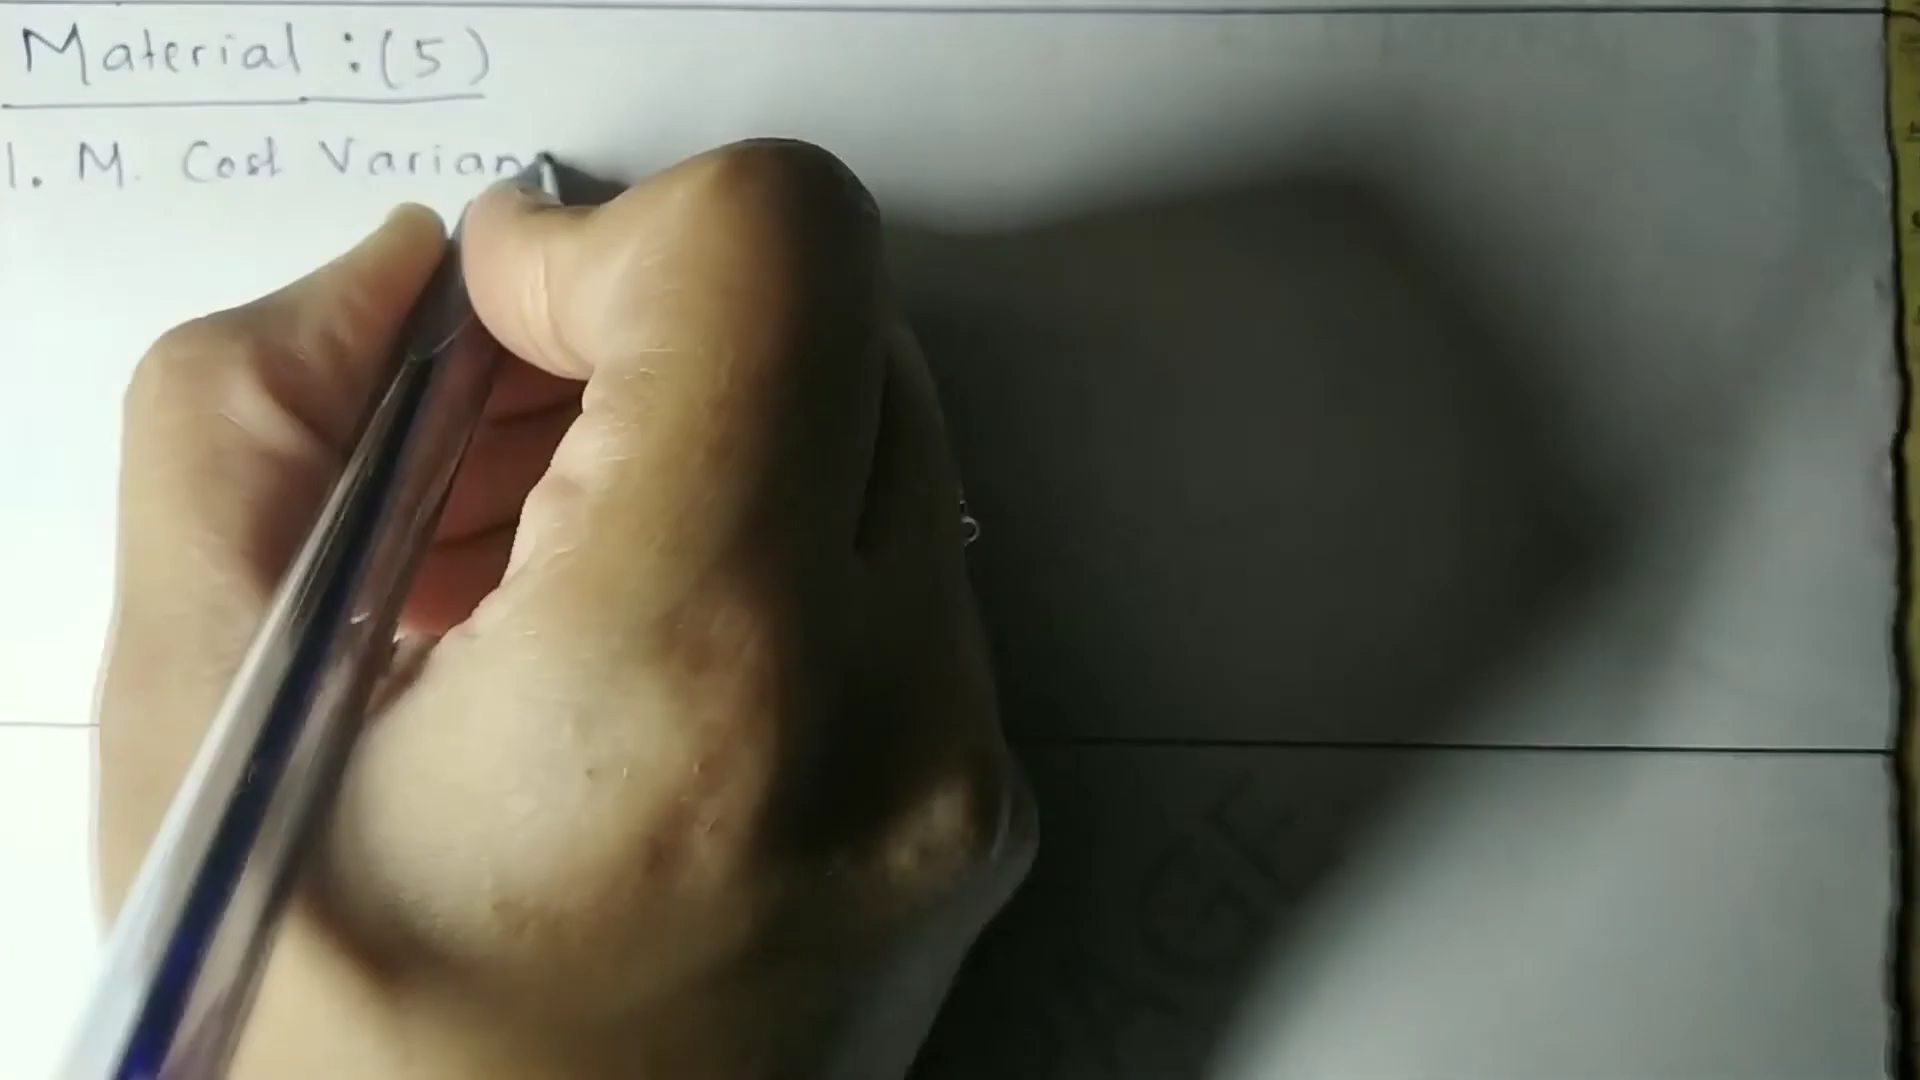 Material : (5)
1. M. Cost Varian